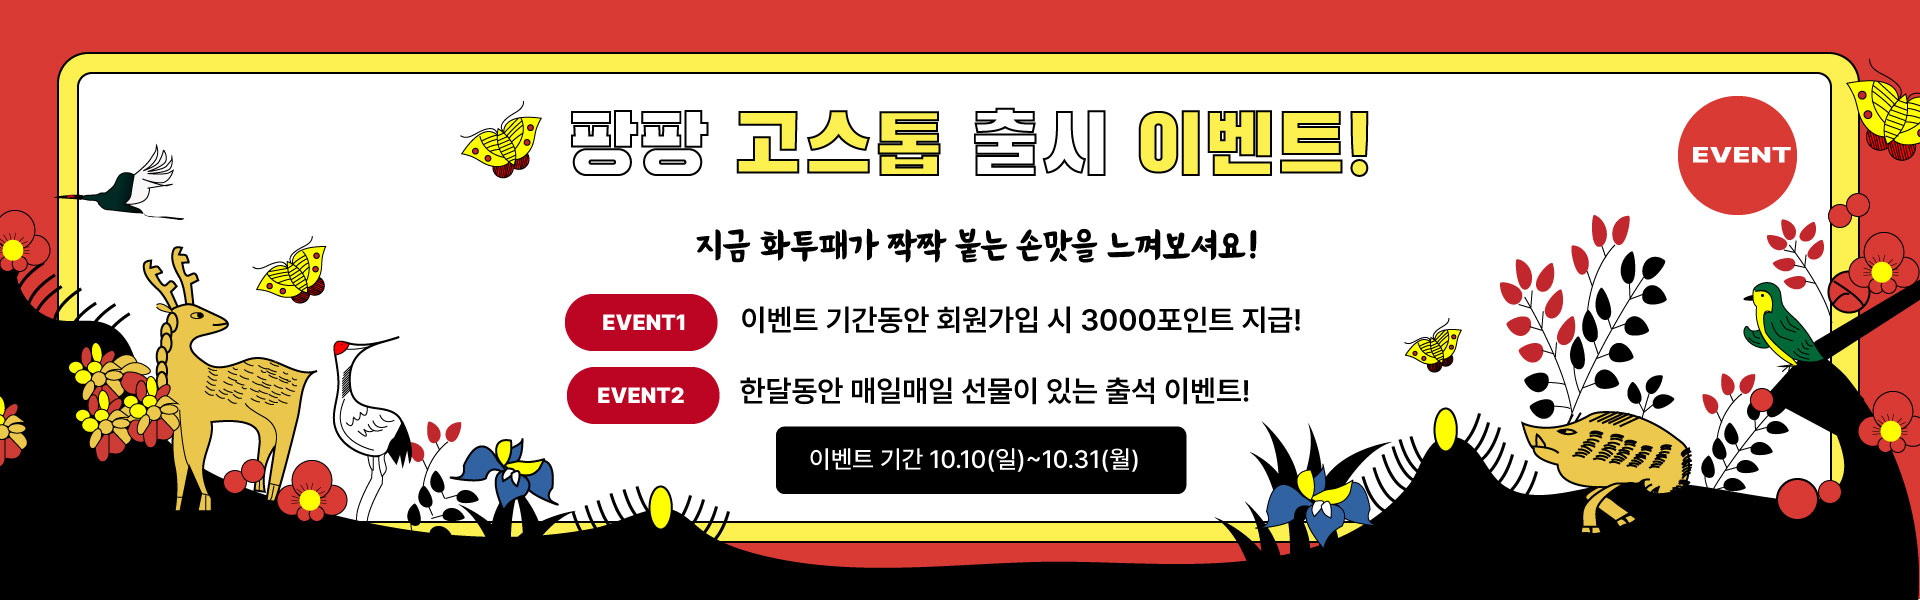 팡팡 고스톱 출시 이벤트!
EVENT
지금 화투패가 짝짝 붙는 손맛을 느껴보셔요!
EVENT1 이벤트 기간동안 회원가입 시 3000포인트 지급!
EVENT2 한달동안 매일매일 선물이 있는 출석 이벤트!
이벤트 기간 10.10(일)~10.31(월)